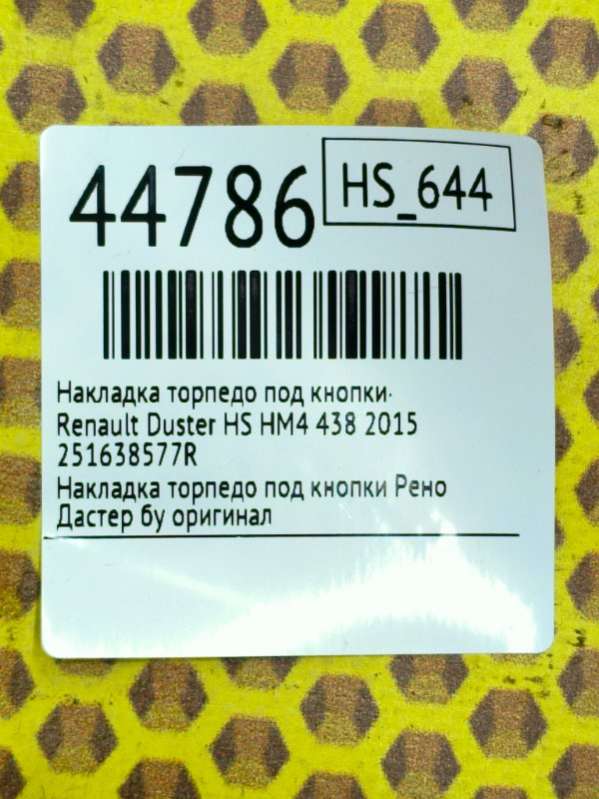 44786
HS_644
Накладка торпедо под кнопки
Renault Duster HS HM4 438 2015
251638577R
Накладка торпедо под кнопки Рено
Дастер бу оригинал